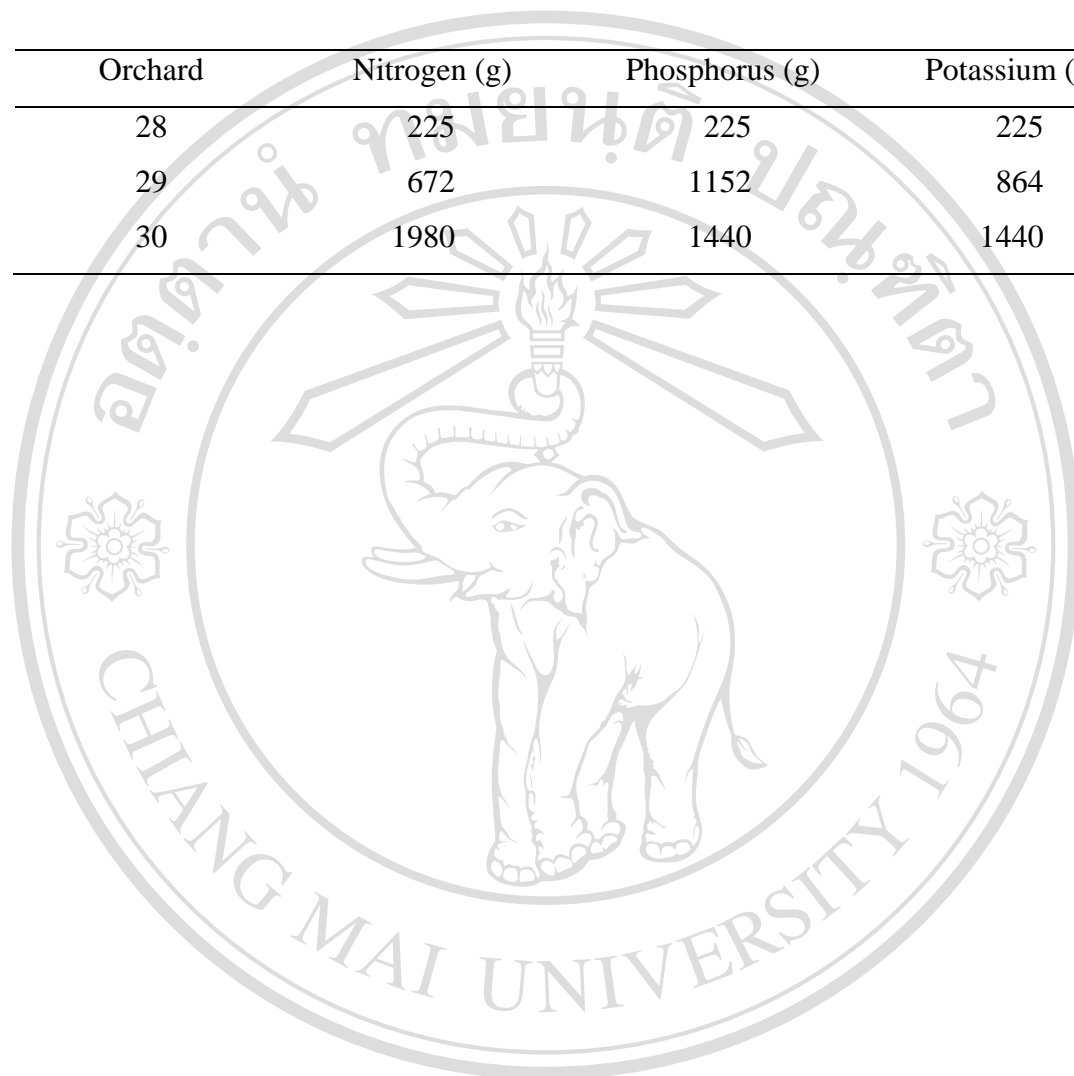 Orchard Nitrogen (g) Phosphorus (g) Potassium (
28 225 225 225
29 672 1152 864
30 1980 1440 1440
CHIANG MAI UNIVERSITY 1964